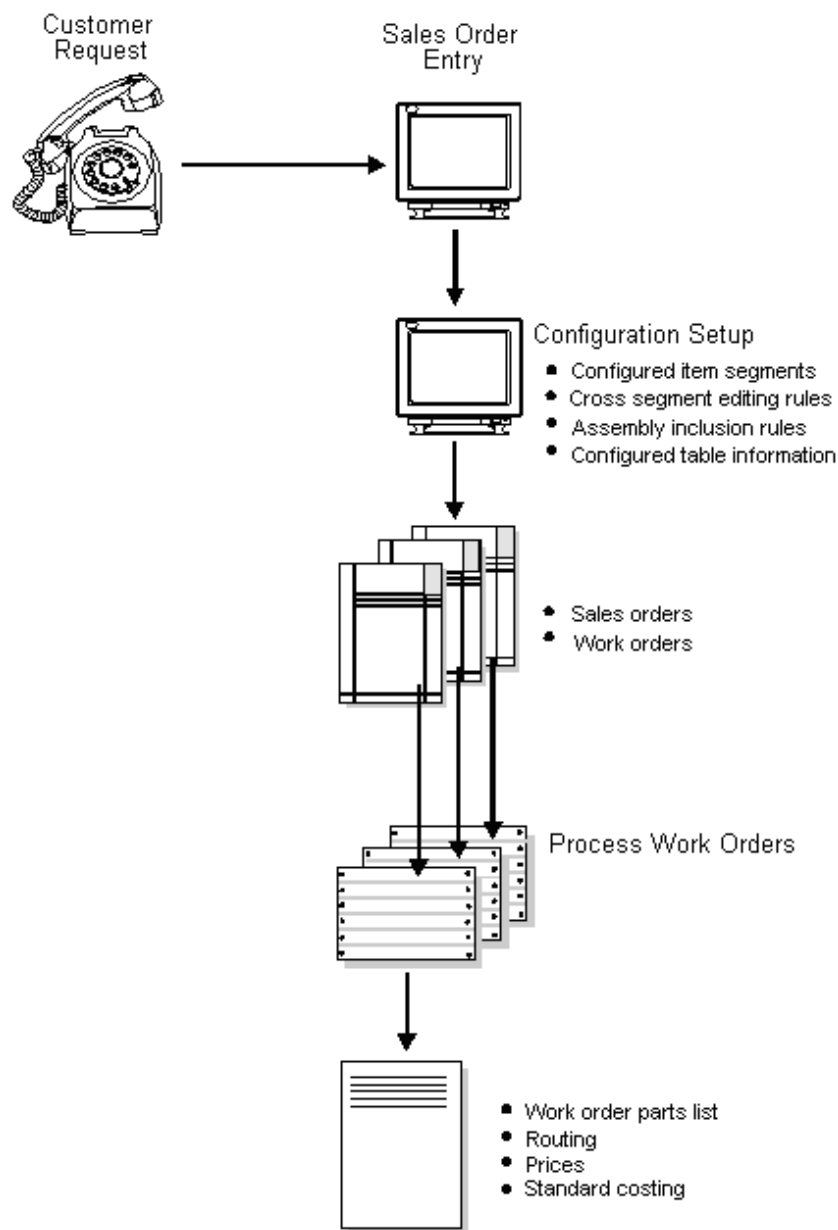 Customer
Request
Sales Order
Entry
Configuration Setup
Configured item segments
Cross segment editing rules
Assembly inclusion rules
Configured table information
Sales orders
Work orders
Process Work Orders
Work order parts list
Routing
Prices
Standard costing